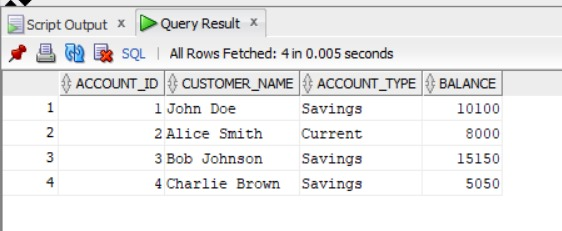 Script Output x Query Result x
SQL | All Rows Fetched: 4 in 0.005 seconds
ACCOUNT_ID CUSTOMER_NAME ACCOUNT_TYPE BALANCE
1 1 John Doe Savings 10100
2 2 Alice Smith Current 8000
3 3 Bob Johnson Savings 15150
4 4 Charlie Brown Savings 5050